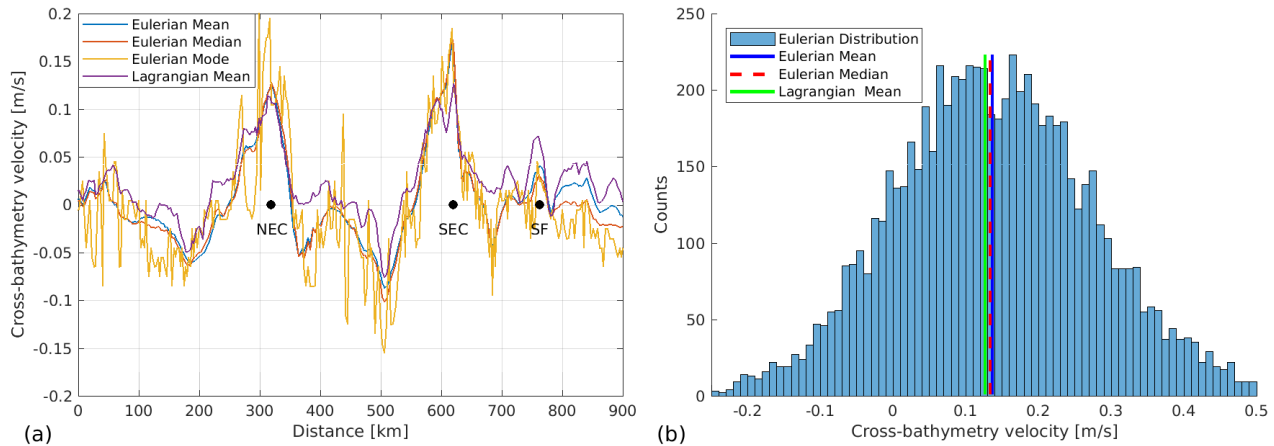 Eulerian Mean
Eulerian Median
Eulerian Mode
Lagrangian Mean
0.2
0.15
0.1
0.05
0
-0.05
-0.1
-0.15
-0.2
Cross-bathymetry velocity [m/s]
NEC
SEC
SF
0 100 200 300 400 500 600 700 800 900
Distance [km]
(a)
Eulerian Distribution
Eulerian Mean
Eulerian Median
Lagrangian Mean
250
200
150
100
50
0
Counts
-0.2 -0.1 0 0.1 0.2 0.3 0.4 0.5
Cross-bathymetry velocity [m/s]
(b)